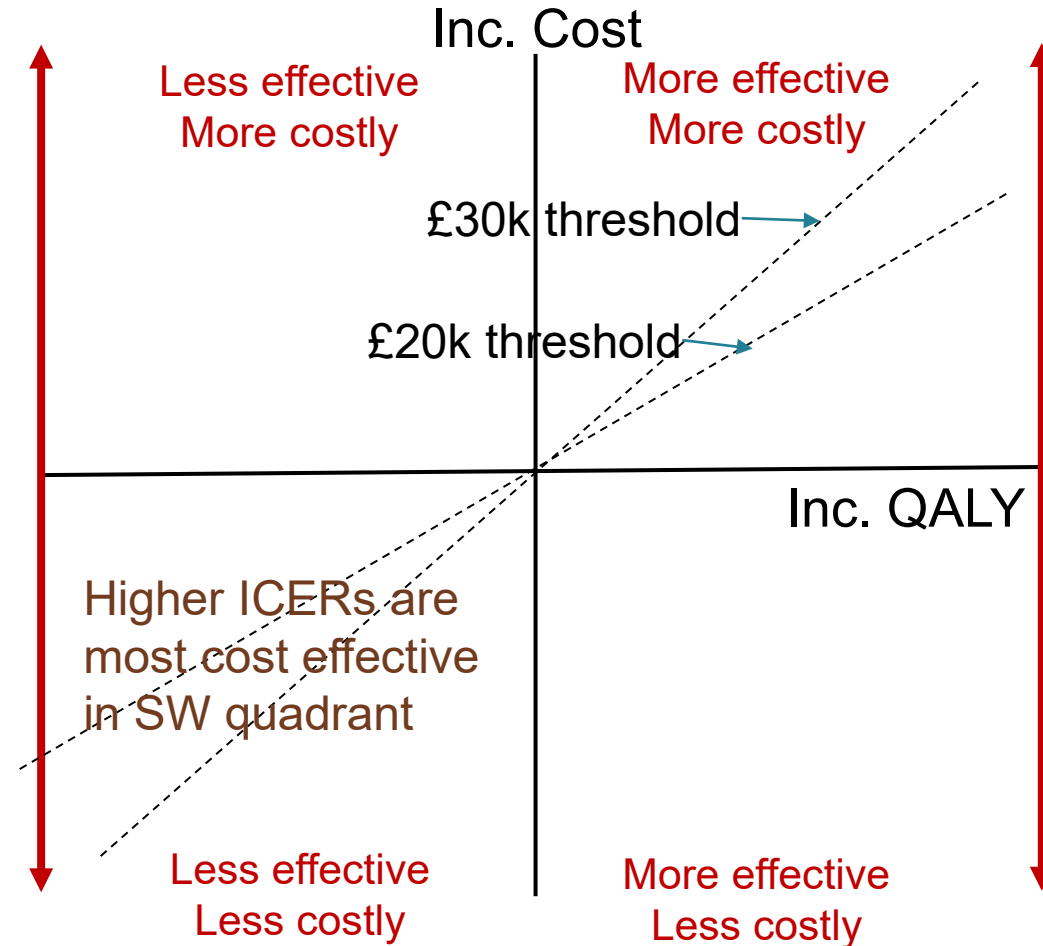 Inc. Cost
Less effective
More costly
More effective
More costly
£30k threshold
£20k threshold
Inc. QALY
Higher ICERs are
most cost effective
in SW quadrant
Less effective
Less costly
More effective
Less costly